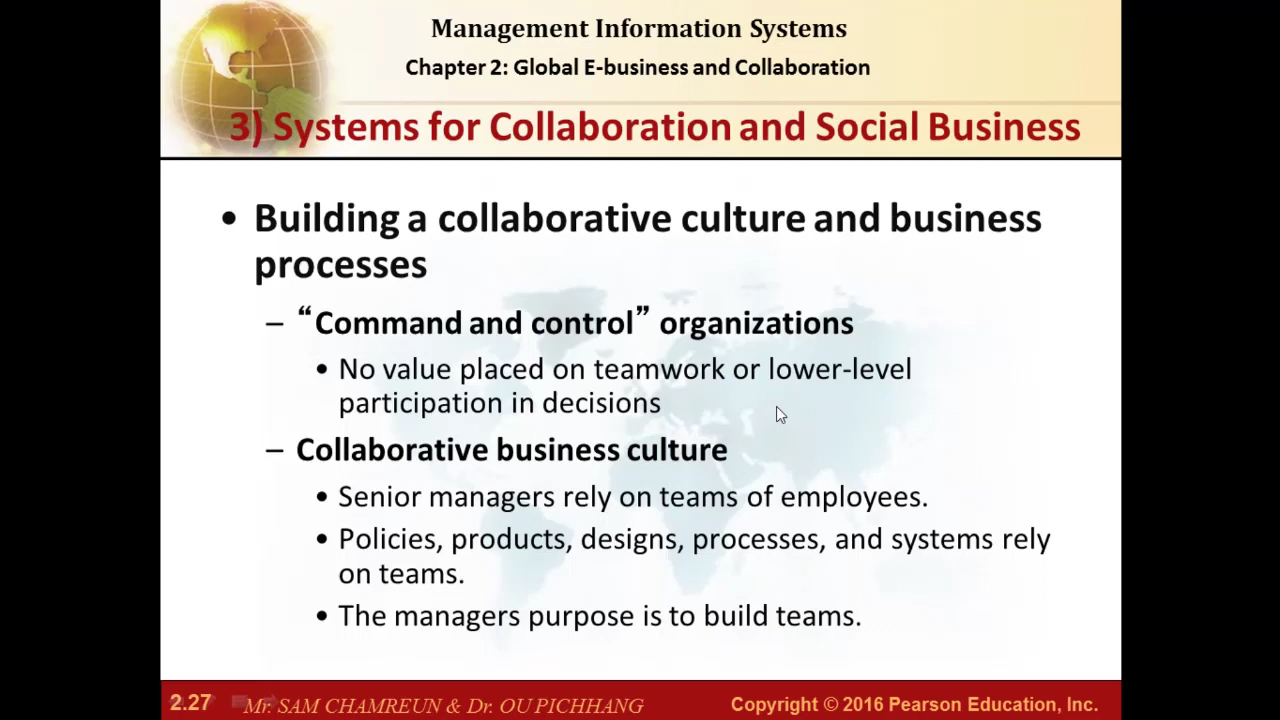 Management Information Systems
Chapter 2: Global E-business and Collaboration
3) Systems for Collaboration and Social Business
• Building a collaborative culture and business
processes
– “Command and control” organizations
• No value placed on teamwork or lower-level
participation in decisions
– Collaborative business culture
• Senior managers rely on teams of employees.
• Policies, products, designs, processes, and systems rely
on teams.
• The managers purpose is to build teams.
2.27 Mr. SAM CHAMREUN & Dr. OU PICHHANG Copyright © 2016 Pearson Education, Inc.